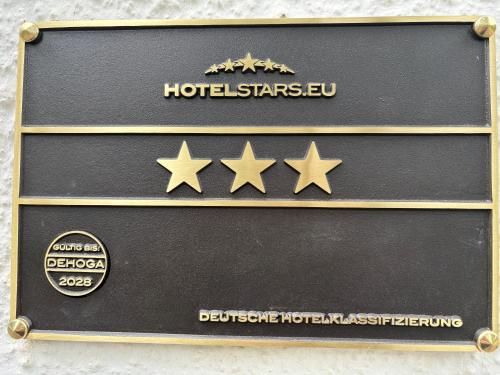 HOTELSTARS.EU
GÜLTIG BIS:
DEHOGA
2028
DEUTSCHE HOTELKLASSIFIZIERUNG